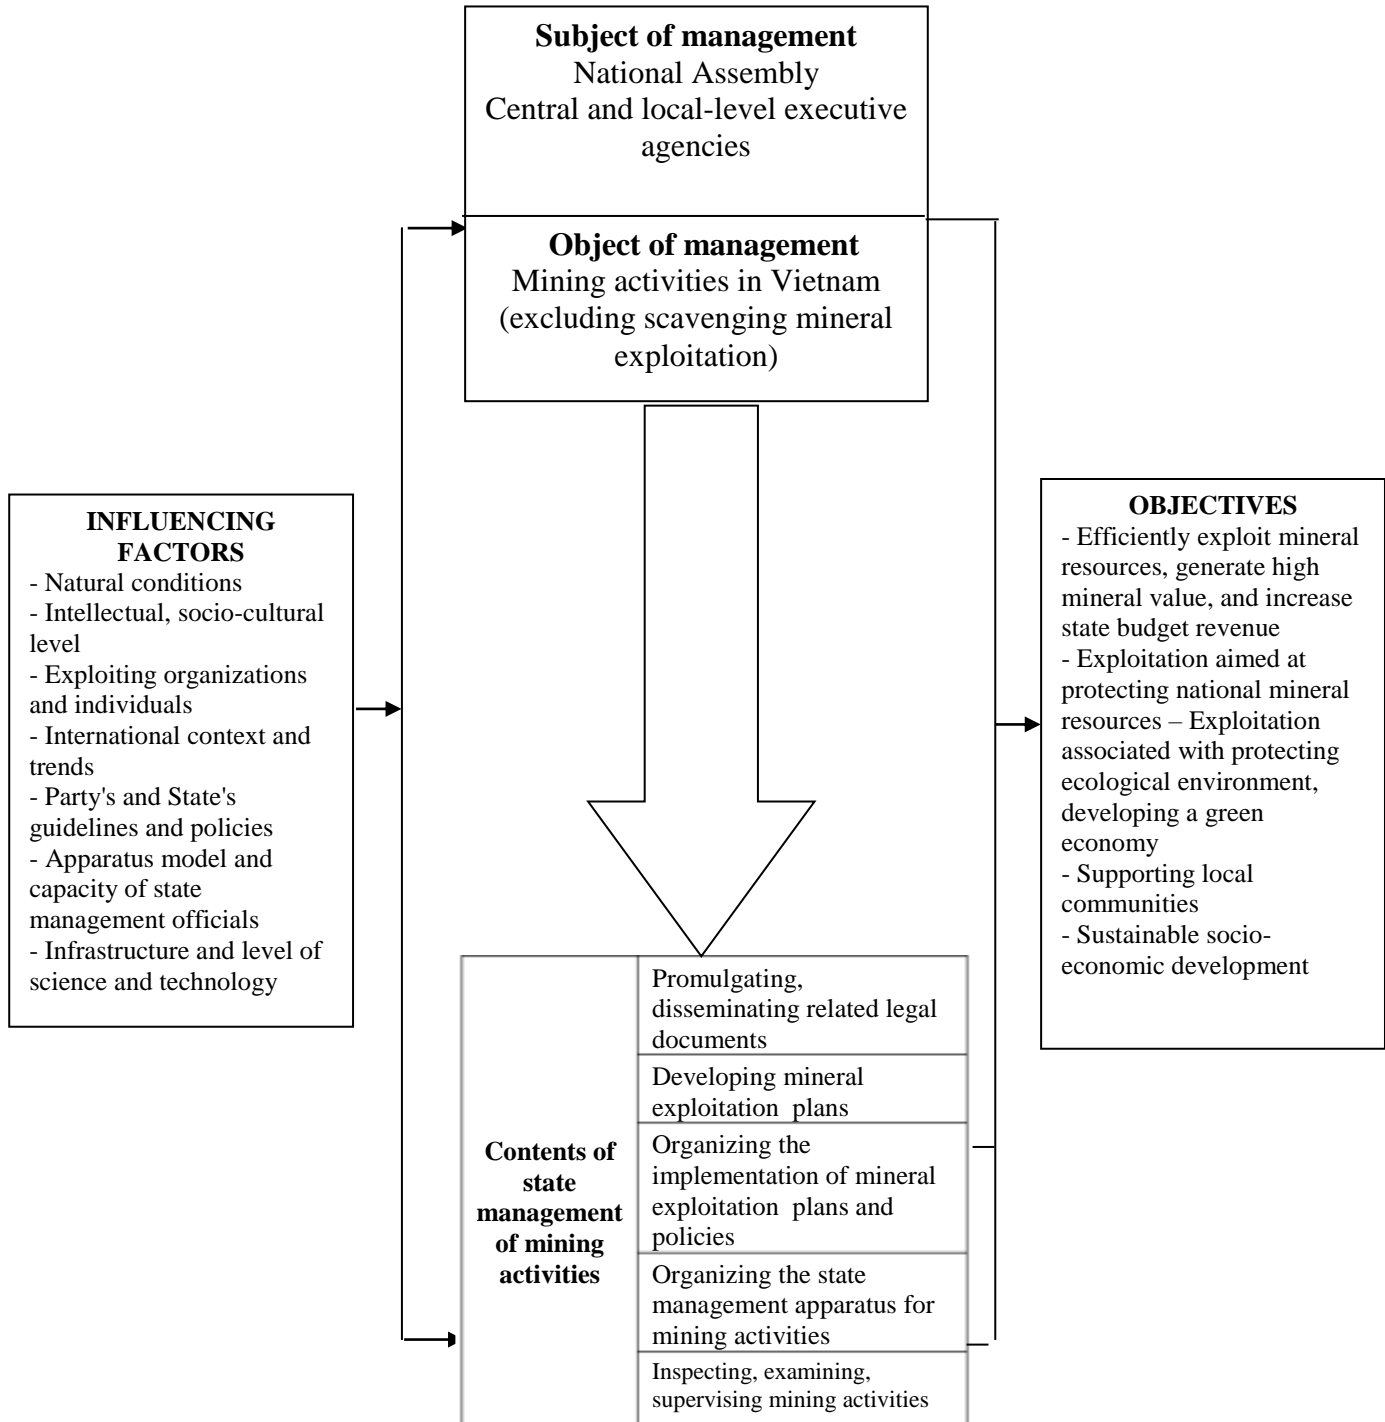 Subject of management
National Assembly
Central and local-level executive
agencies
Object of management
Mining activities in Vietnam
(excluding scavenging mineral
exploitation)
INFLUENCING
FACTORS
- Natural conditions
- Intellectual, socio-cultural
level
- Exploiting organizations
and individuals
- International context and
trends
- Party's and State's
guidelines and policies
- Apparatus model and
capacity of state
management officials
- Infrastructure and level of
science and technology
OBJECTIVES
- Efficiently exploit mineral
resources, generate high
mineral value, and increase
state budget revenue
- Exploitation aimed at
protecting national mineral
resources – Exploitation
associated with protecting
ecological environment,
developing a green
economy
- Supporting local
communities
- Sustainable socio-
economic development
Contents of
state
management
of mining
activities
Promulgating,
disseminating related legal
documents
Developing mineral
exploitation plans
Organizing the
implementation of mineral
exploitation plans and
policies
Organizing the state
management apparatus for
mining activities
Inspecting, examining,
supervising mining activities